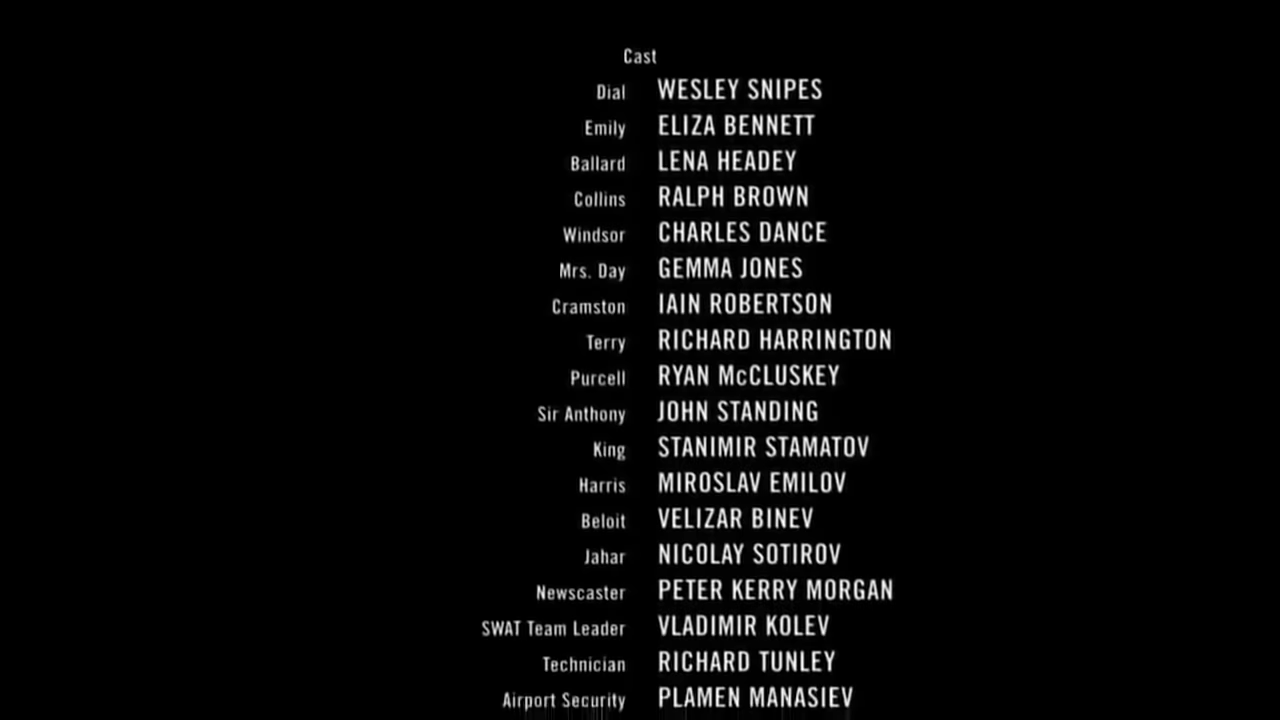 Cast
Dial WESLEY SNIPES
Emily ELIZA BENNETT
Ballard LENA HEADEY
Collins RALPH BROWN
Windsor CHARLES DANCE
Mrs. Day GEMMA JONES
Cramston IAIN ROBERTSON
Terry RICHARD HARRINGTON
Purcell RYAN McCLUSKEY
Sir Anthony JOHN STANDING
King STANIMIR STAMATOV
Harris MIROSLAV EMILOV
Beloit VELIZAR BINEV
Jahar NICOLAY SOTIROV
Newscaster PETER KERRY MORGAN
SWAT Team Leader VLADIMIR KOLEV
Technician RICHARD TUNLEY
Airport Security PLAMEN MANASIEV